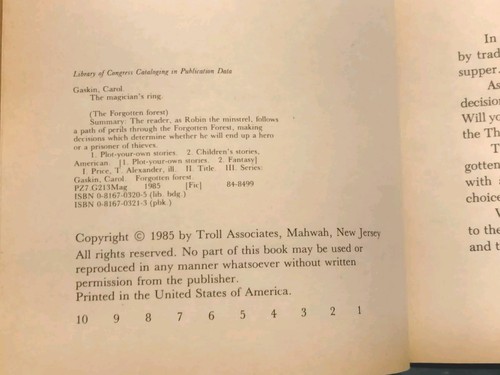 Library of Congress Cataloging in Publication Data
Gaskin, Carol.
The magician's ring.
(The Forgotten forest)
Summary: The reader, as Robin the minstrel, follows
a path of perils through the Forgotten Forest, making
decisions which determine whether he will end up a hero
or a prisoner of thieves.
1. Plot-your-own stories. 2. Children's stories,
American. [1. Plot-your-own stories. 2. Fantasy]
I. Price, T. Alexander, ill. II. Title. III. Series:
Gaskin, Carol. Forgotten forest.
PZ7.G213Mag 1985 [Fic] 84-8499
ISBN 0-8167-0320-5 (lib. bdg.)
ISBN 0-8167-0321-3 (pbk.)
Copyright © 1985 by Troll Associates, Mahwah, New Jersey
All rights reserved. No part of this book may be used or
reproduced in any manner whatsoever without written
permission from the publisher.
Printed in the United States of America.
10 9 8 7 6 5 4 3 2 1
In
by trad
supper.
As
decision
Will yo
the Th
T
gotten
with
choice
to the
and t